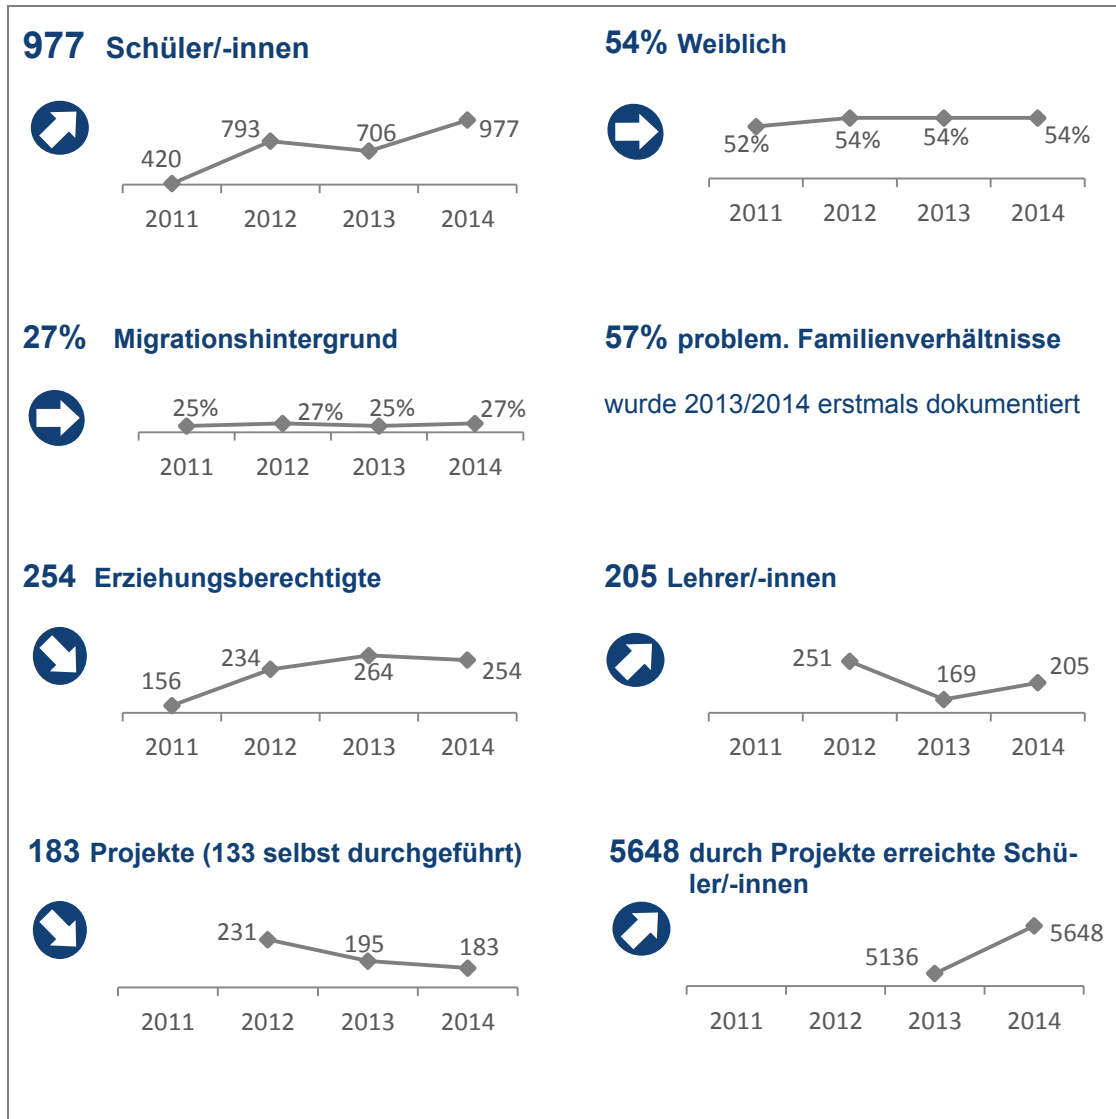 977 Schüler/-innen
420
793
706
977
2011 2012 2013 2014
54% Weiblich
52%
54%
54%
54%
2011 2012 2013 2014
27% Migrationshintergrund
25%
27%
25%
27%
2011 2012 2013 2014
57% problem. Familienverhältnisse
wurde 2013/2014 erstmals dokumentiert
254 Erziehungsberechtigte
156
234
264
254
2011 2012 2013 2014
205 Lehrer/-innen
251
169
205
2011 2012 2013 2014
183 Projekte (133 selbst durchgeführt)
231
195
183
2011 2012 2013 2014
5648 durch Projekte erreichte Schü-
ler/-innen
5136
5648
2011 2012 2013 2014